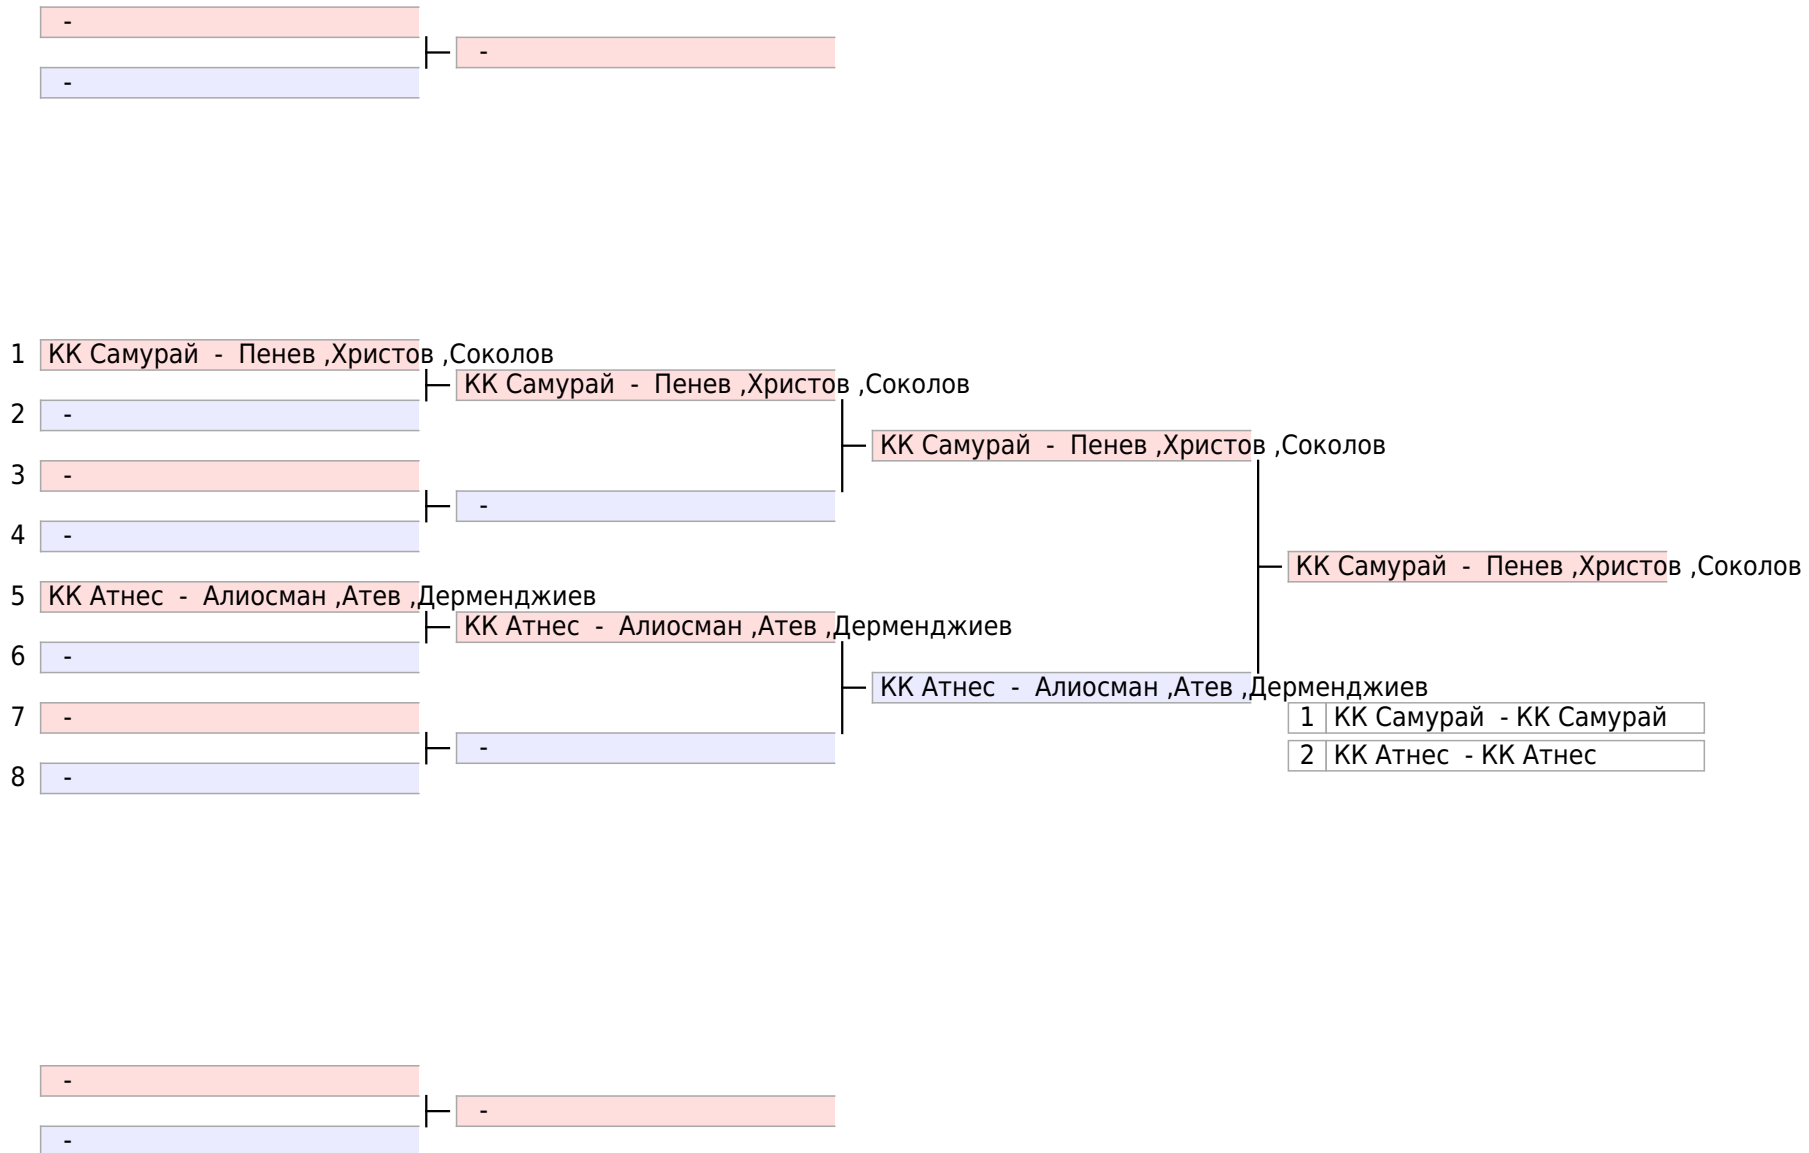 -
-
-
1 КК Самурай - Пенев ,Христов ,Соколов
КК Самурай - Пенев ,Христов ,Соколов
2 -
КК Самурай - Пенев ,Христов ,Соколов
3 -
-
4 -
КК Самурай - Пенев ,Христов ,Соколов
5 КК Атнес - Алиосман ,Атев ,Дерменджиев
КК Атнес - Алиосман ,Атев ,Дерменджиев
6 -
КК Атнес - Алиосман ,Атев ,Дерменджиев
7 -
1 КК Самурай - КК Самурай
-
2 КК Атнес - КК Атнес
8 -
-
-
-